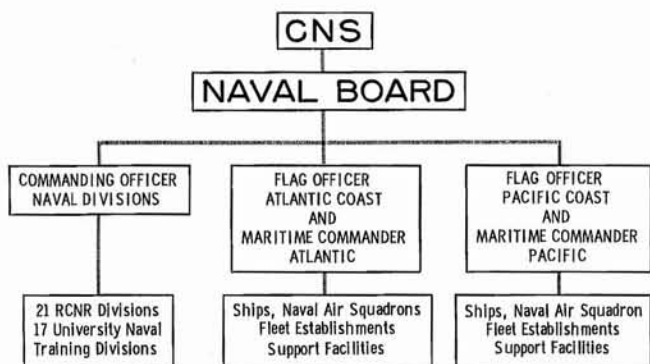 CNS
NAVAL BOARD
COMMANDING OFFICER
NAVAL DIVISIONS
FLAG OFFICER
ATLANTIC COAST
AND
MARITIME COMMANDER
ATLANTIC
FLAG OFFICER
PACIFIC COAST
AND
MARITIME COMMANDER
PACIFIC
21 RCNR Divisions
17 University Naval
Training Divisions
Ships, Naval Air Squadrons
Fleet Establishments
Support Facilities
Ships, Naval Air Squadron
Fleet Establishments
Support Facilities